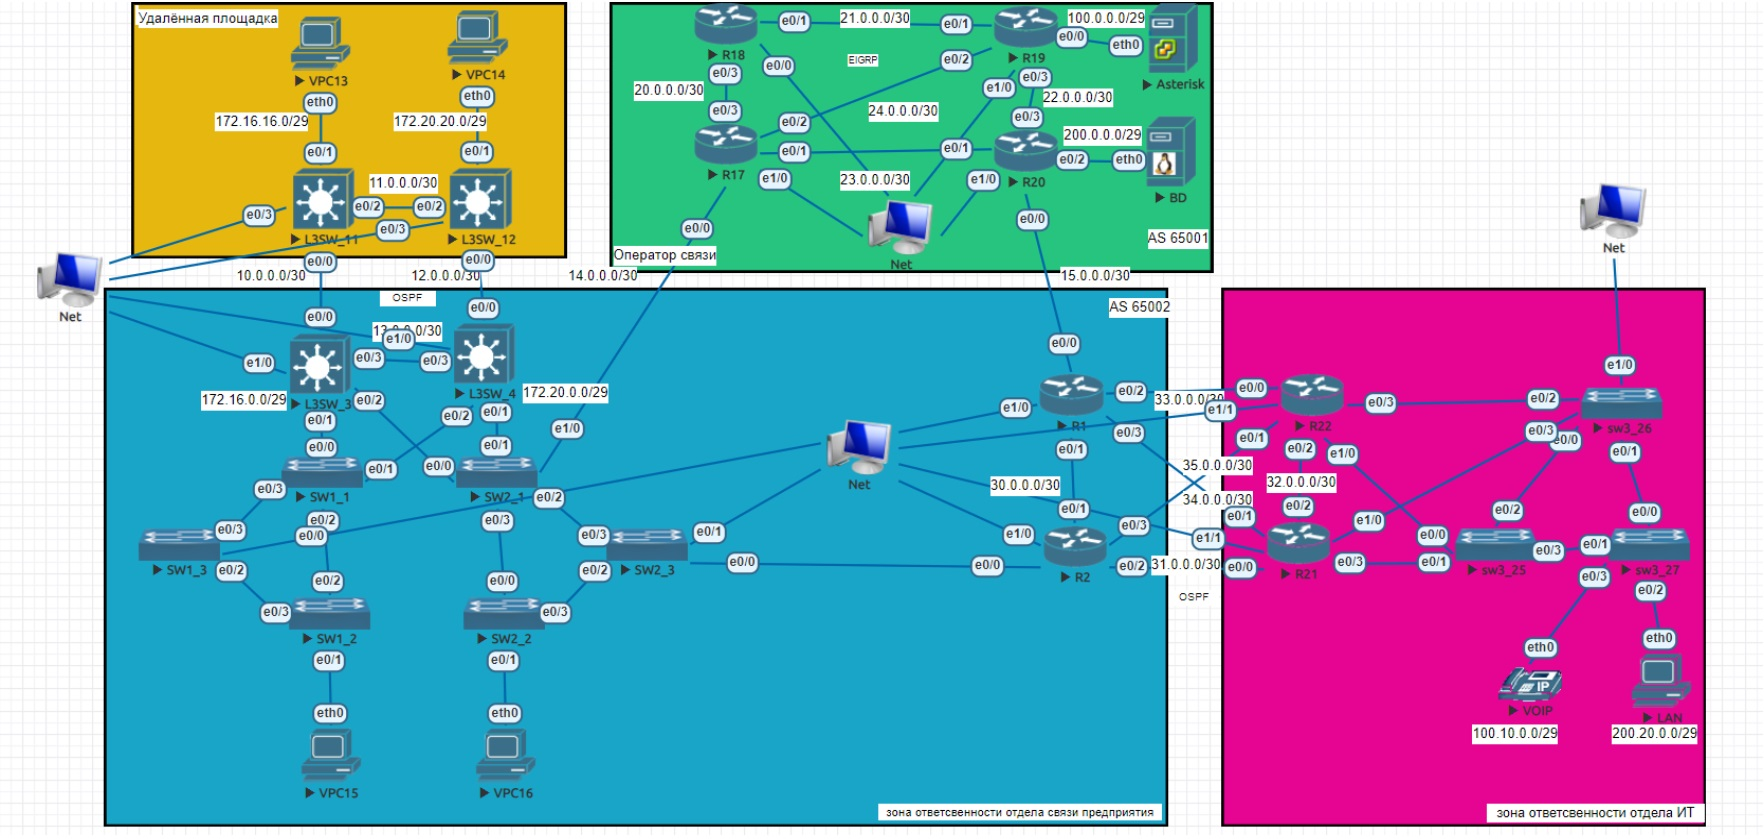 Удалённая площадка
VPC13
VPC14
eth0
eth0
172.16.16.0/29
172.20.20.0/29
e0/1
e0/1
11.0.0.0/30
e0/3
e0/2
e0/2
e0/3
L3SW_11
L3SW_12
e0/0
e0/0
Net
10.0.0.0/30
12.0.0.0/30
14.0.0.0/30
15.0.0.0/30
e0/1
21.0.0.0/30
e0/1
100.0.0.0/29
e0/0
eth0
R18
R19
EIGRP
Asterisk
e0/3
e0/0
e0/2
e0/3
e1/0
20.0.0.0/30
22.0.0.0/30
24.0.0.0/30
e0/3
e0/2
e0/3
200.0.0.0/29
e0/1
e0/1
e0/2
eth0
R17
R20
BD
e1/0
23.0.0.0/30
e1/0
e0/0
e0/0
Net
AS 65001
Оператор связи
OSPF
AS 65002
e0/0
e0/0
13.0.0.0/30
e1/0
e1/0
e0/3
e0/3
172.16.0.0/29
L3SW_3
L3SW_4
172.20.0.0/29
e0/2
e0/2
e0/1
e0/1
e1/0
e0/0
e0/1
e0/1
e0/0
SW1_1
SW2_1
e0/3
e0/2
e0/2
e0/3
e0/3
e0/0
e0/3
e0/1
SW1_3
SW2_3
e0/2
e0/2
e0/0
e0/2
e0/0
e0/3
e0/3
SW1_2
SW2_2
e0/1
e0/1
eth0
eth0
VPC15
VPC16
Net
e0/0
e1/0
e0/2
R1
e0/3
e0/1
30.0.0.0/30
e0/1
e1/0
e0/3
e0/0
R2
e0/2
33.0.0.0/30
35.0.0.0/30
34.0.0.0/30
31.0.0.0/30
OSPF
зона ответсвенности отдела связи предприятия
Net
e1/0
e0/0
e1/1
R22
e0/3
e0/2
e0/3
e0/0
sw3_26
e0/1
e0/2
e1/0
e0/1
32.0.0.0/30
e0/1
e0/2
e1/0
e0/2
e0/0
e1/1
e0/0
e0/0
R21
e0/3
e0/1
sw3_25
e0/3
e0/1
sw3_27
e0/3
e0/2
eth0
eth0
IP
VOIP
LAN
100.10.0.0/29
200.20.0.0/29
зона ответсвенности отдела ИТ